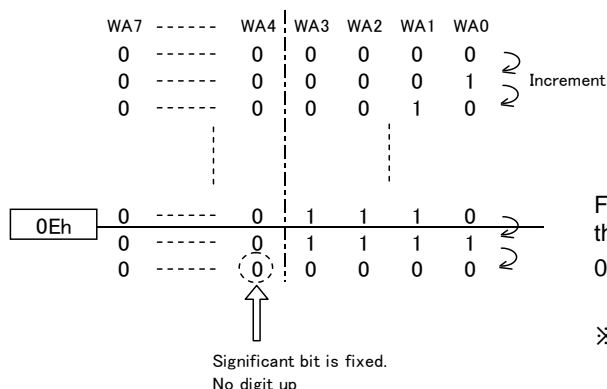 WA7 ------ WA4 WA3 WA2 WA1 WA0
0 ------ 0 0 0 0 0
0 ------ 0 0 0 0 1 Increment
0 ------ 0 0 0 1 0
0Eh 0 ------ 0 1 1 1 0
0 ------ 0 1 1 1 1
0 ------ 0 0 0 0 0
F
th
0
※
Significant bit is fixed.
No digit up